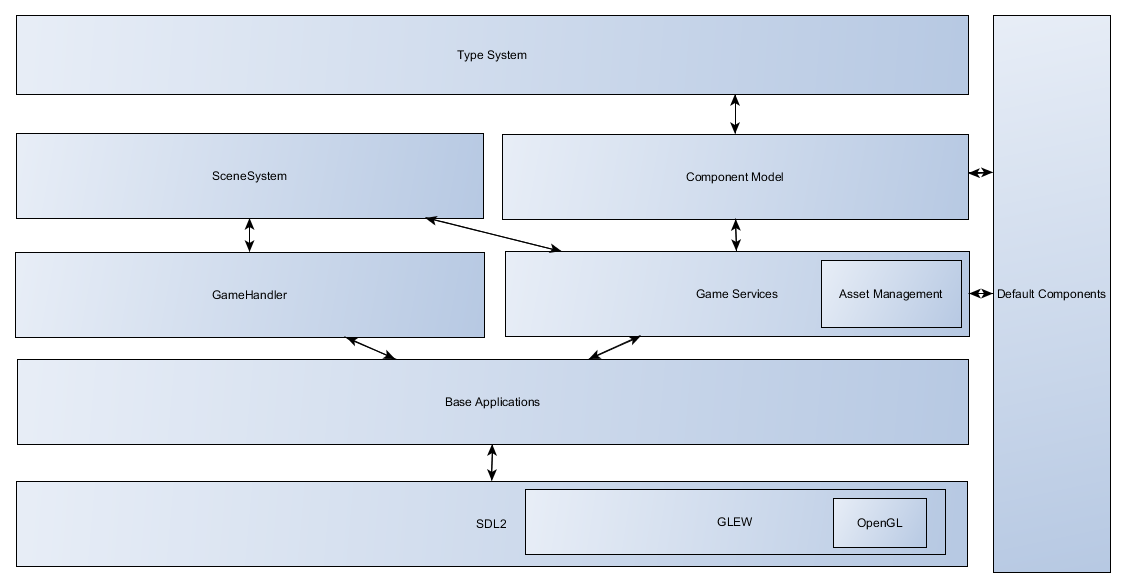 Type System
SceneSystem
Component Model
GameHandler
Game Services
Asset Management
Default Components
Base Applications
SDL2
GLEW
OpenGL